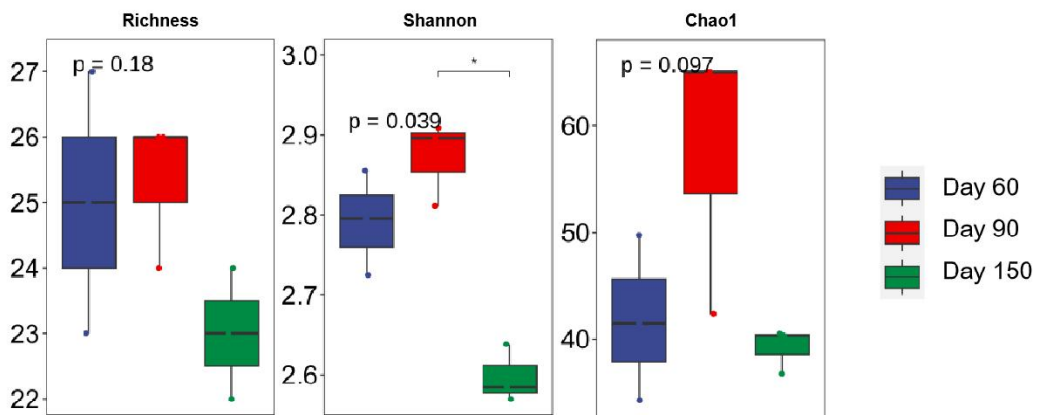 Richness
p = 0.18
27
26
25
24
23
22
Shannon
3.0
2.9
2.8
2.7
2.6
*
p = 0.039
Chao1
p = 0.097
60
50
40
Day 60
Day 90
Day 150